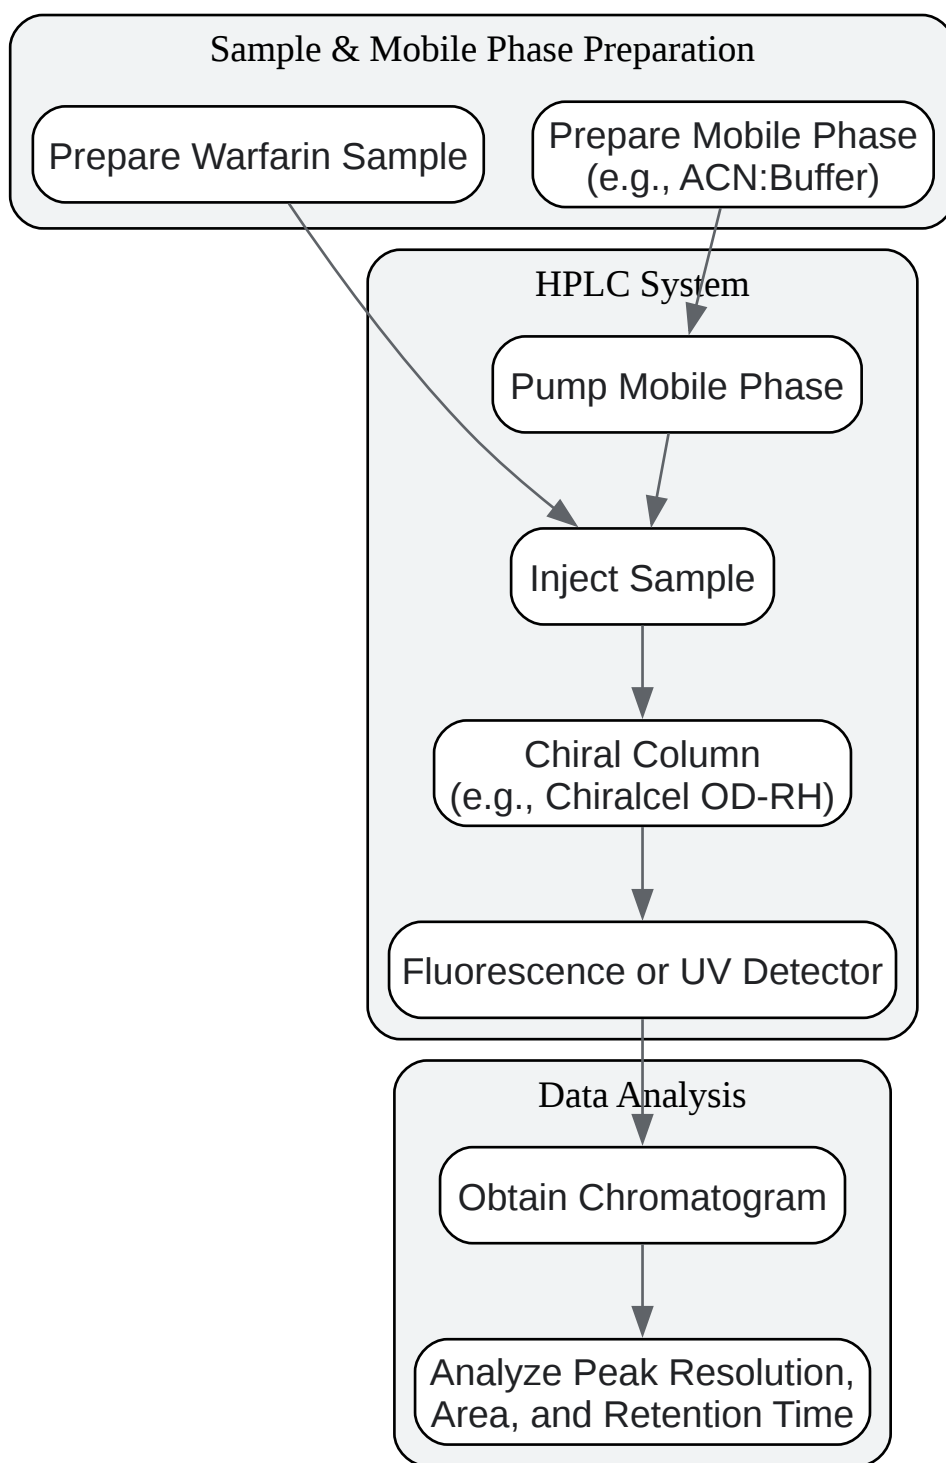 Sample & Mobile Phase Preparation
Prepare Warfarin Sample
Prepare Mobile Phase
(e.g., ACN:Buffer)
HPLC System
Pump Mobile Phase
Inject Sample
Chiral Column
(e.g., Chiralcel OD-RH)
Fluorescence or UV Detector
Data Analysis
Obtain Chromatogram
Analyze Peak Resolution,
Area, and Retention Time